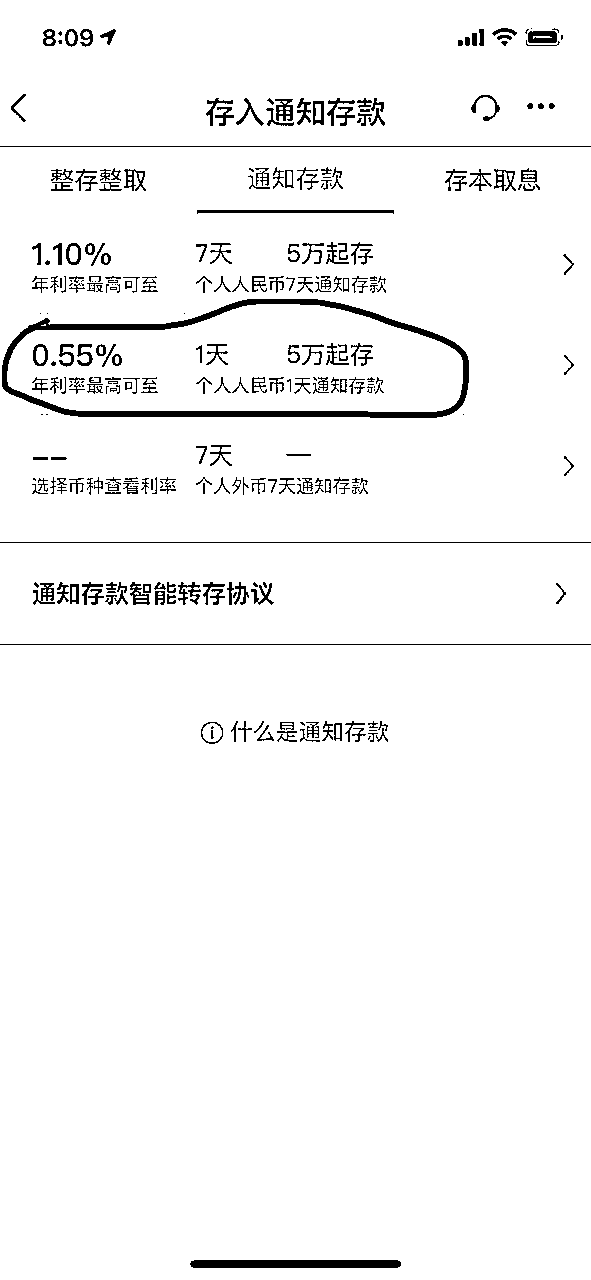 8:09
存入通知存款
整存整取 通知存款 存本取息
1.10% 7天 5万起存
年利率最高可至 个人人民币7天通知存款
0.55% 1天 5万起存
年利率最高可至 个人人民币1天通知存款
-- 7天 —
选择币种查看利率 个人外币7天通知存款
通知存款智能转存协议
什么是通知存款